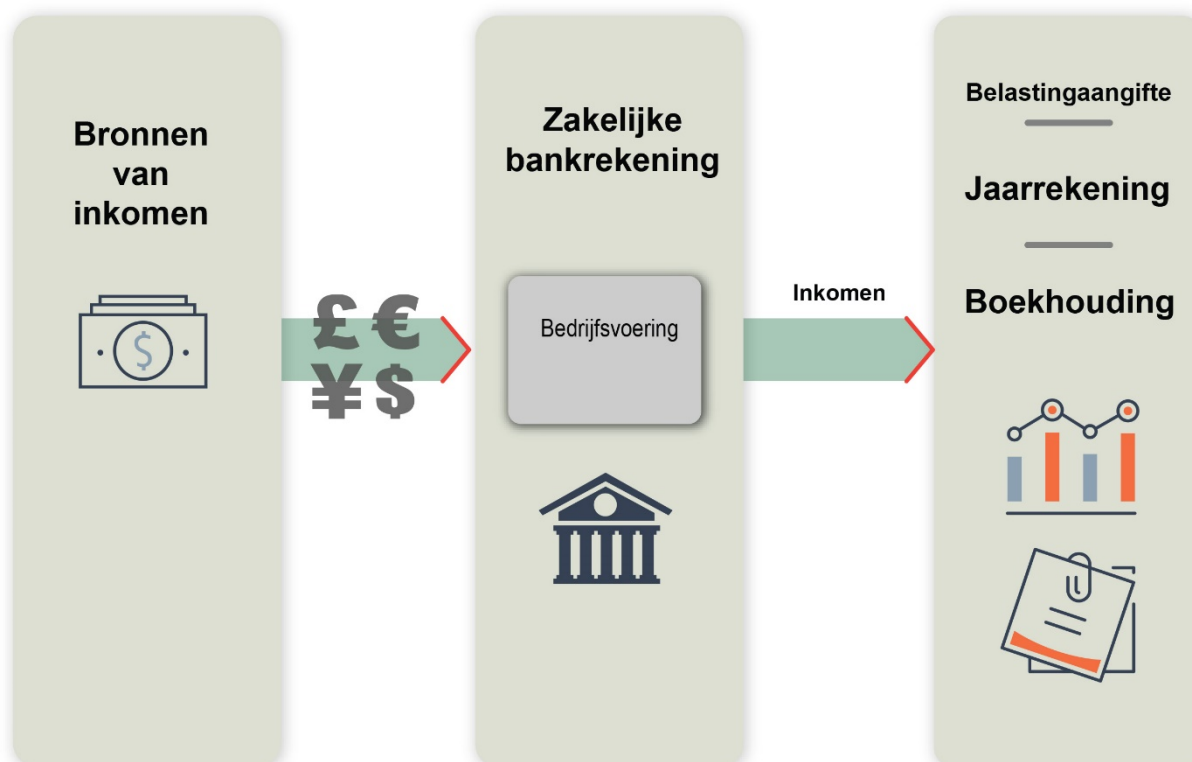 Bronnen
van
inkomen
$
£ €
¥ $
Zakelijke
bankrekening
Bedrijfsvoering
Inkomen
Belastingaangifte
Jaarrekening
Boekhouding